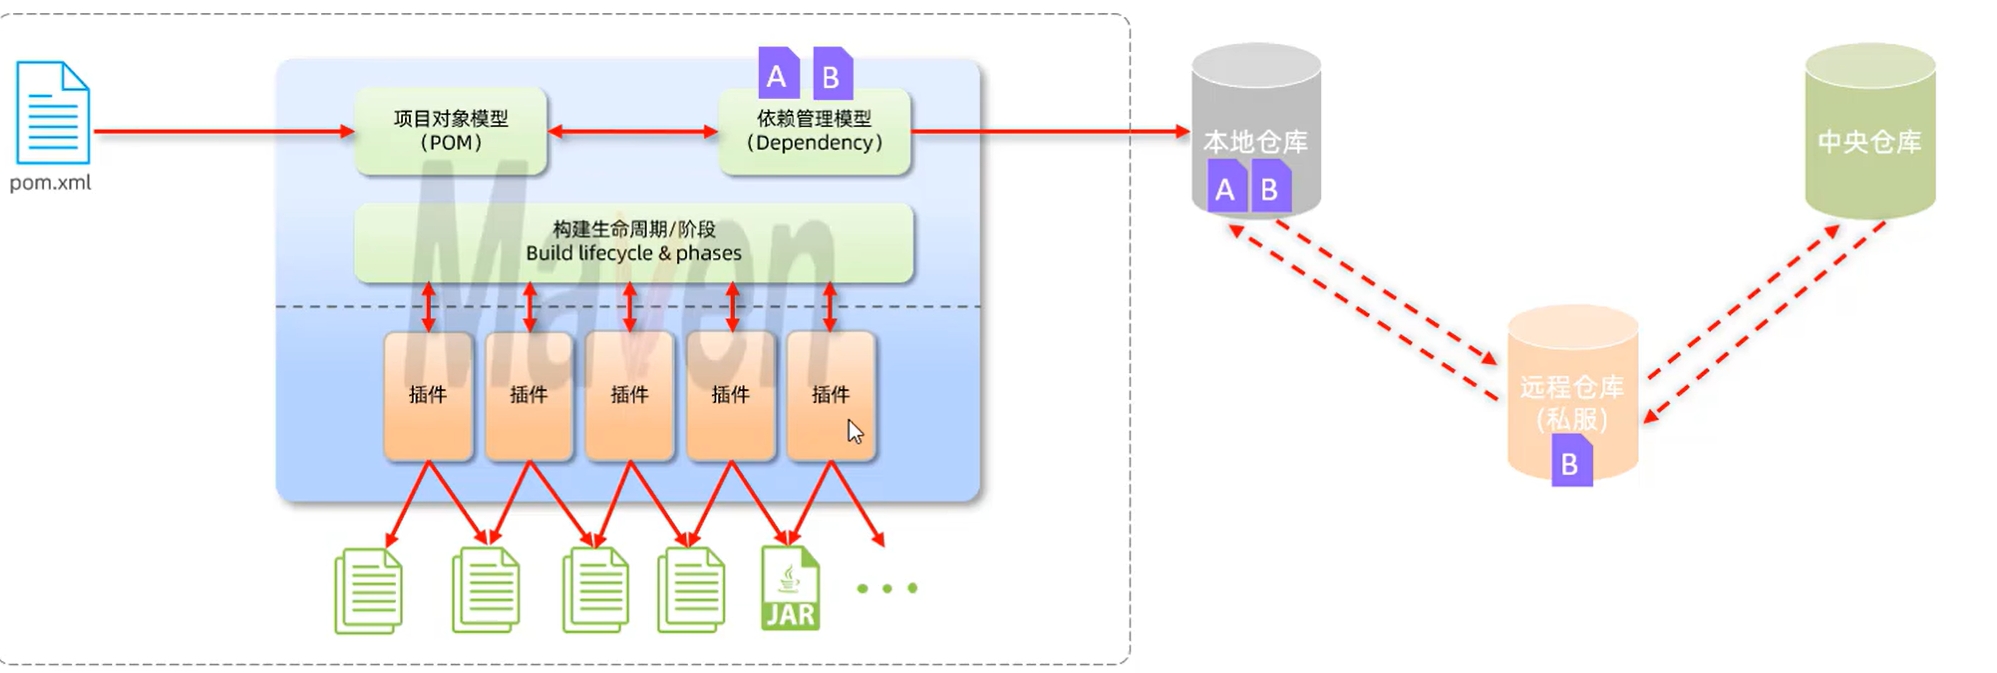 A B
项目对象模型
（POM）
依赖管理模型
（Dependency）
pom.xml
本地仓库
A B
中央仓库
构建生命周期/阶段
Build lifecycle & phases
Maven
插件 插件 插件 插件 插件
远程仓库
(私服)
B
JAR